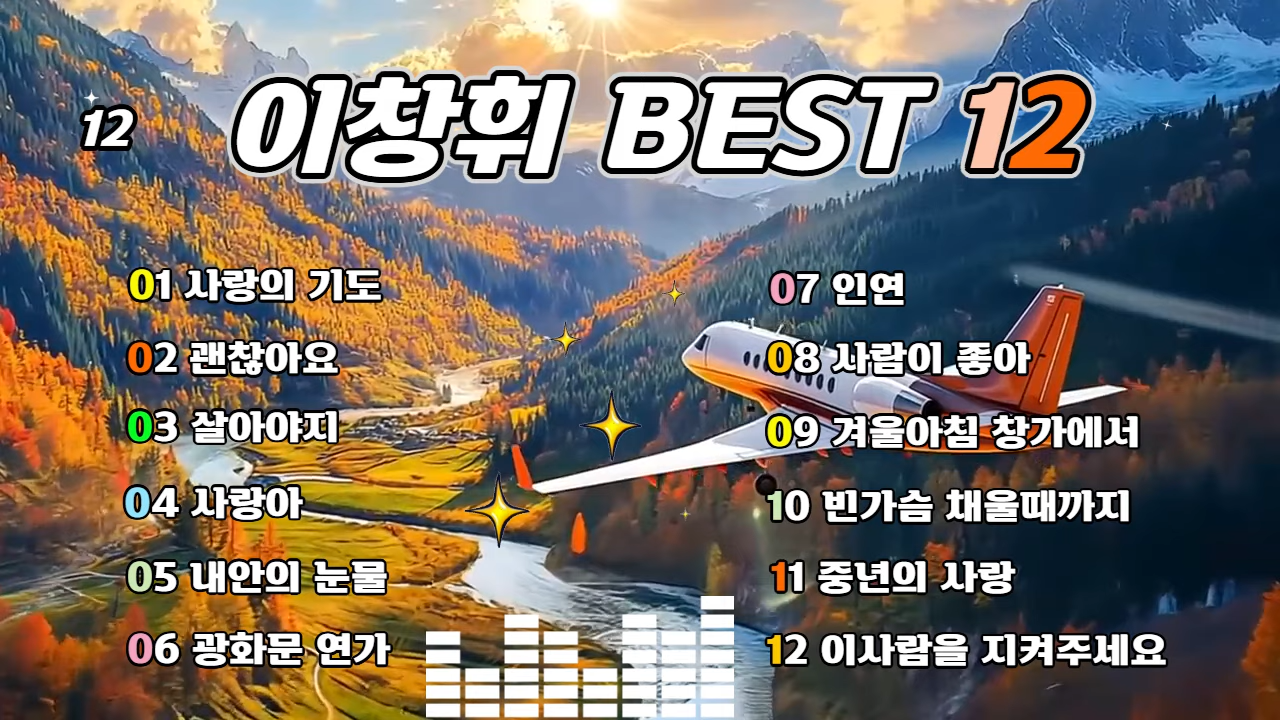 12
이창휘 BEST 12
01 사랑의 기도
02 괜찮아요
03 살아야지
04 사랑아
05 내안의 눈물
06 광화문 연가
07 인연
08 사람이 좋아
09 겨울아침 창가에서
10 빈가슴 채울때까지
11 중년의 사랑
12 이사람을 지켜주세요